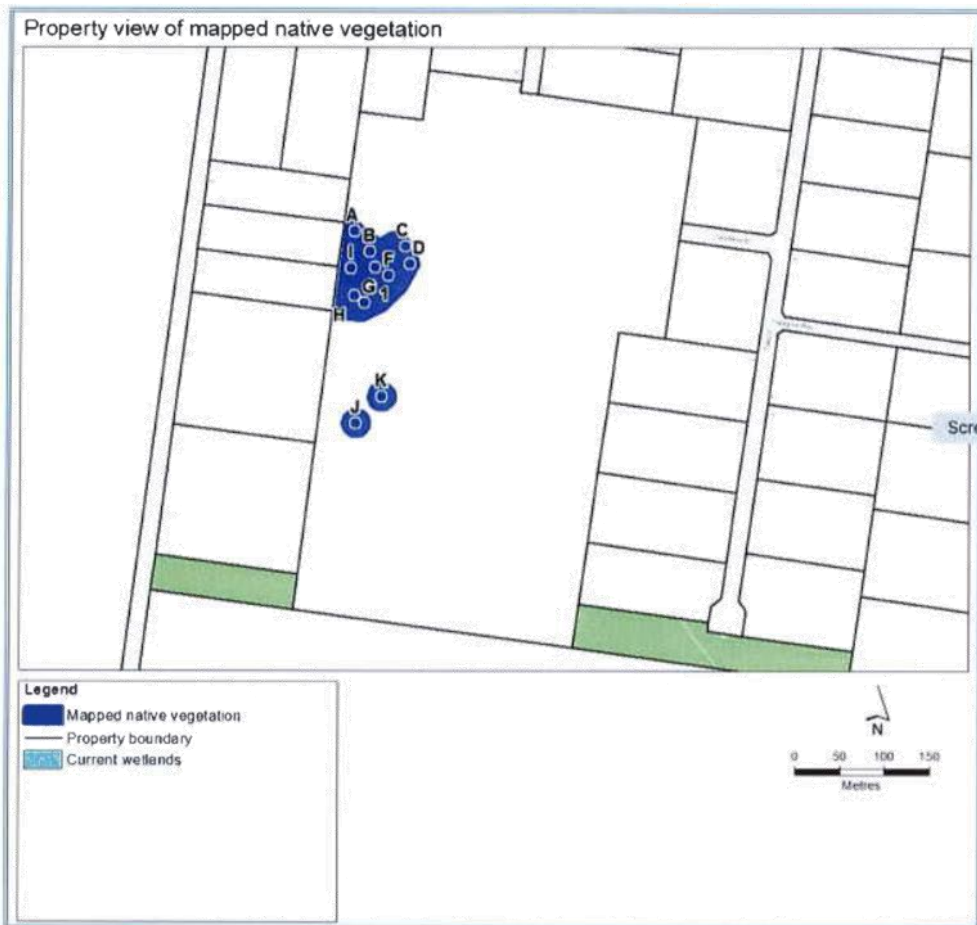 Property view of mapped native vegetation
A
B
C
D
I
F
G 1
H
K
J
Scre
Legend
Mapped native vegetation
Property boundary
Current wetlands
N
0 50 100 150
Metres